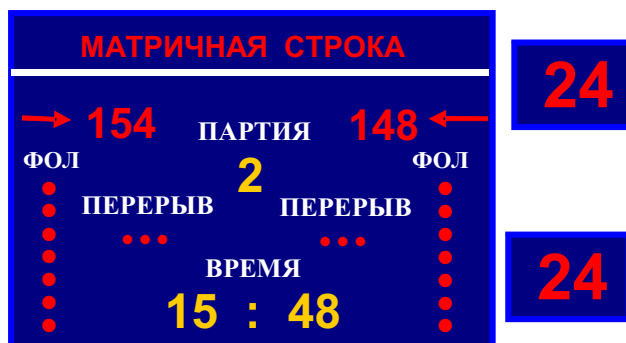 МАТРИЧНАЯ СТРОКА
24
154 ПАРТИЯ 148
ФОЛ 2 ФОЛ
ПЕРЕРЫВ ПЕРЕРЫВ
ВРЕМЯ
24
15 : 48